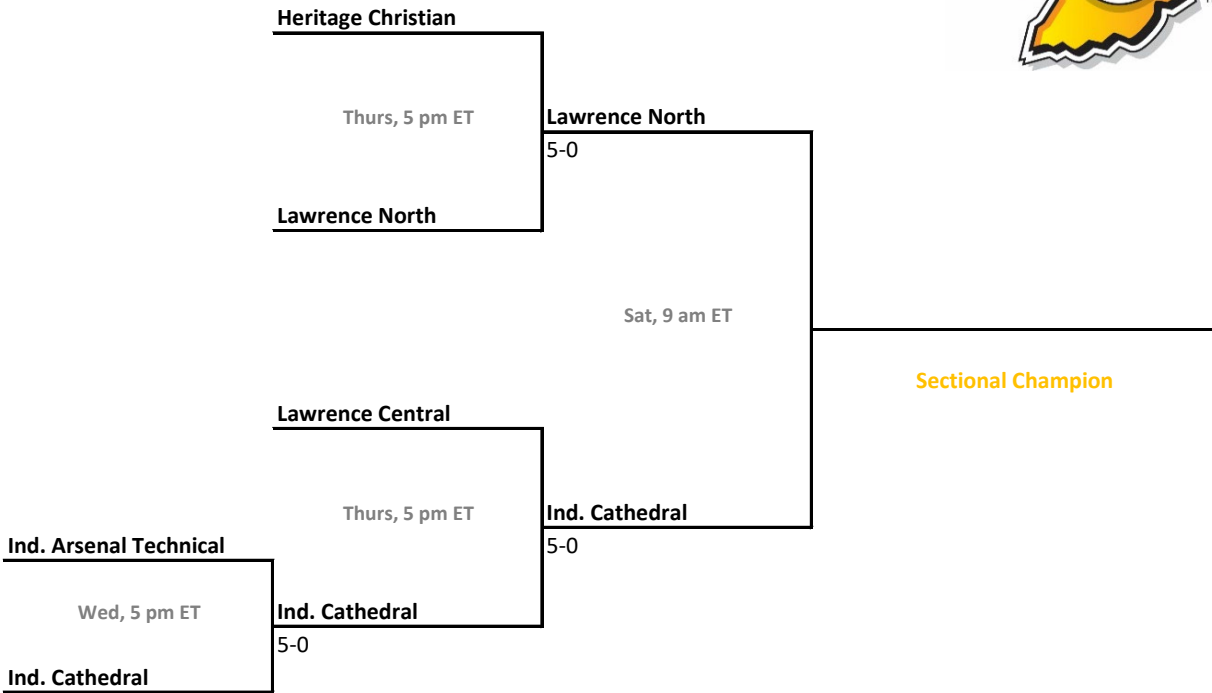 Heritage Christian
Thurs, 5 pm ET
Lawrence North
5-0
Lawrence North
Sat, 9 am ET
Sectional Champion
Lawrence Central
Thurs, 5 pm ET
Ind. Cathedral
5-0
Ind. Arsenal Technical
Wed, 5 pm ET
Ind. Cathedral
5-0
Ind. Cathedral